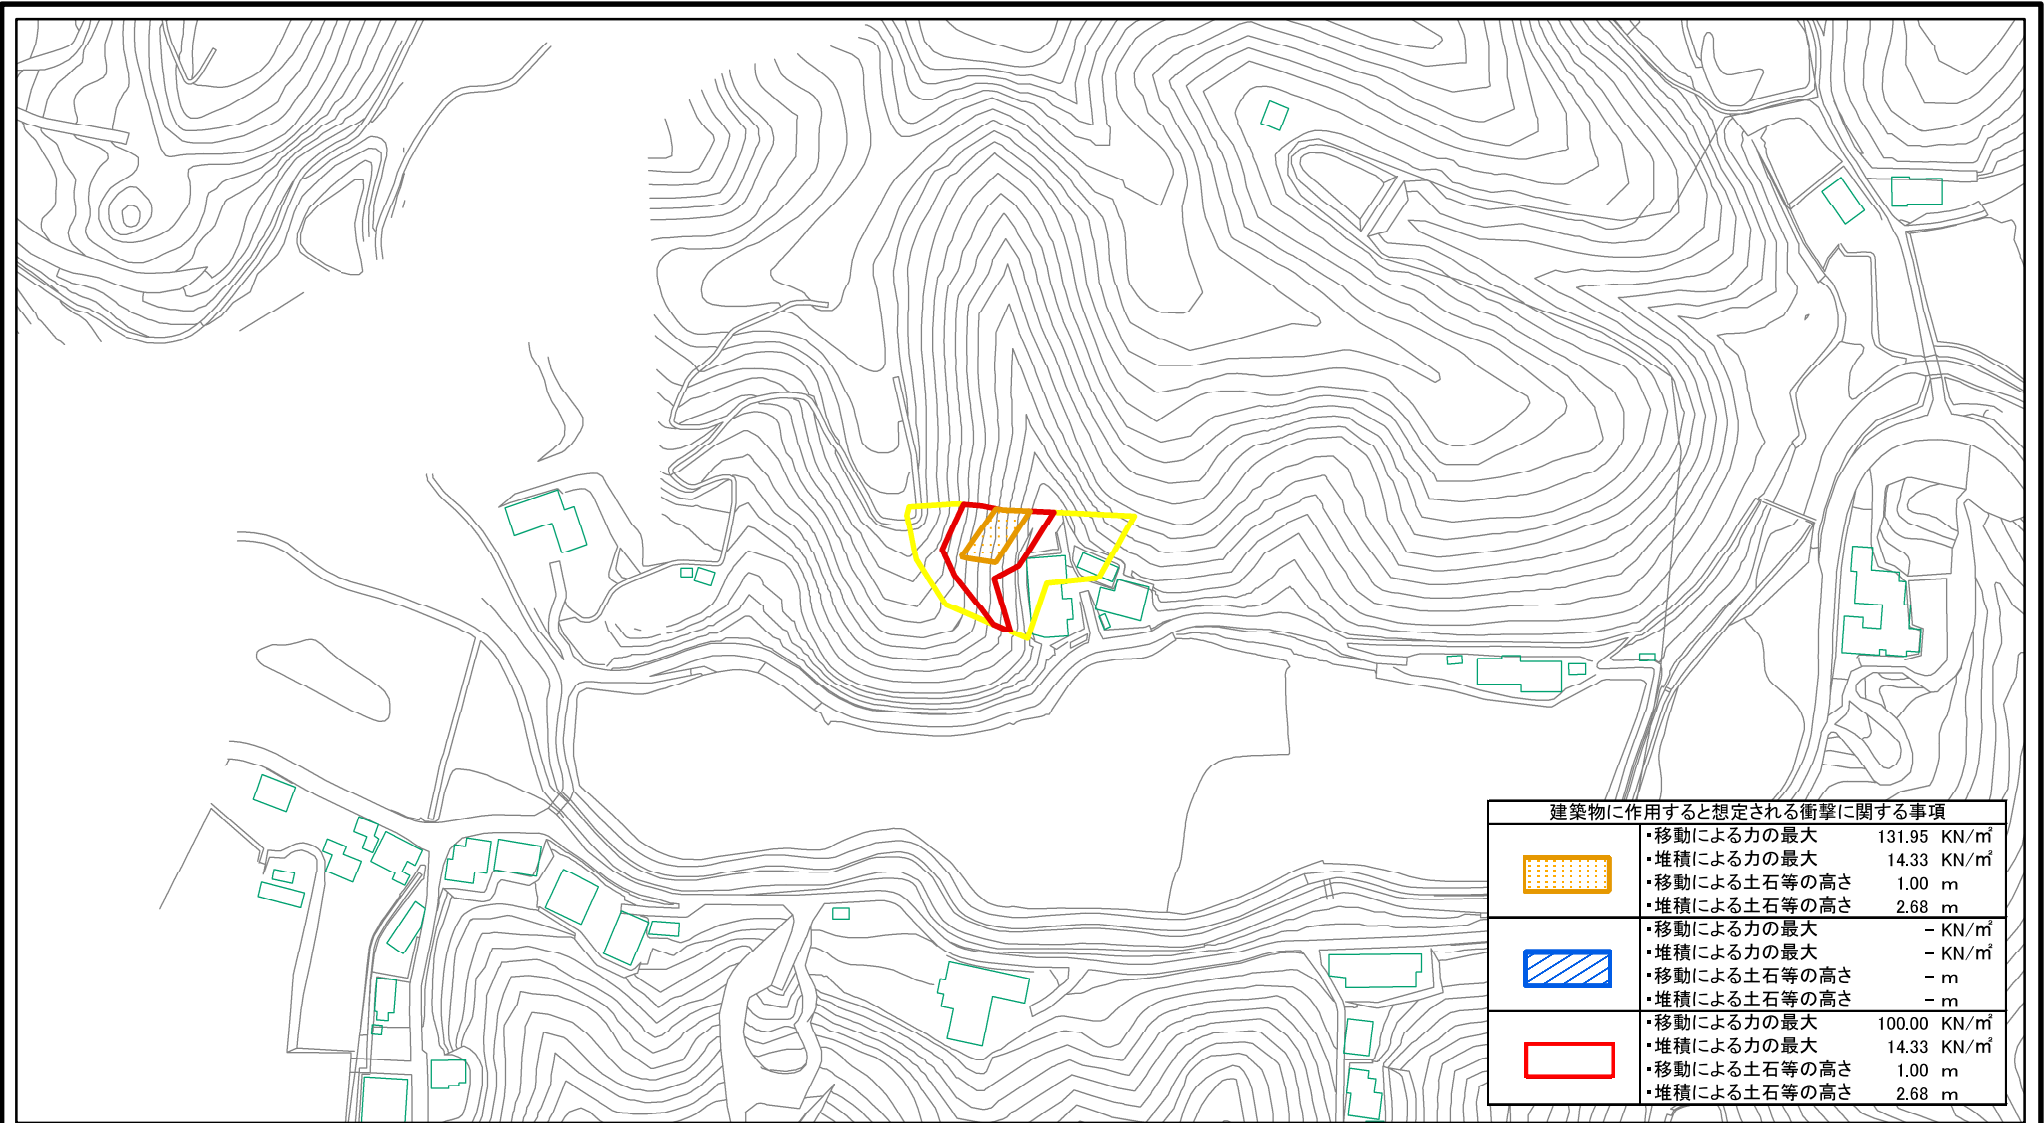 建築物に作用すると想定される衝撃に関する事項
・移動による力の最大 131.95 KN/㎡
・堆積による力の最大 14.33 KN/㎡
・移動による土石等の高さ 1.00 m
・堆積による土石等の高さ 2.68 m
・移動による力の最大 - KN/㎡
・堆積による力の最大 - KN/㎡
・移動による土石等の高さ - m
・堆積による土石等の高さ - m
・移動による力の最大 100.00 KN/㎡
・堆積による力の最大 14.33 KN/㎡
・移動による土石等の高さ 1.00 m
・堆積による土石等の高さ 2.68 m